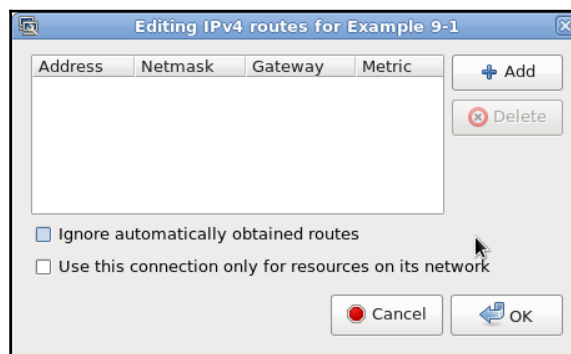 Editing IPv4 routes for Example 9-1
Address Netmask Gateway Metric
Add
Delete
Ignore automatically obtained routes
Use this connection only for resources on its network
Cancel OK